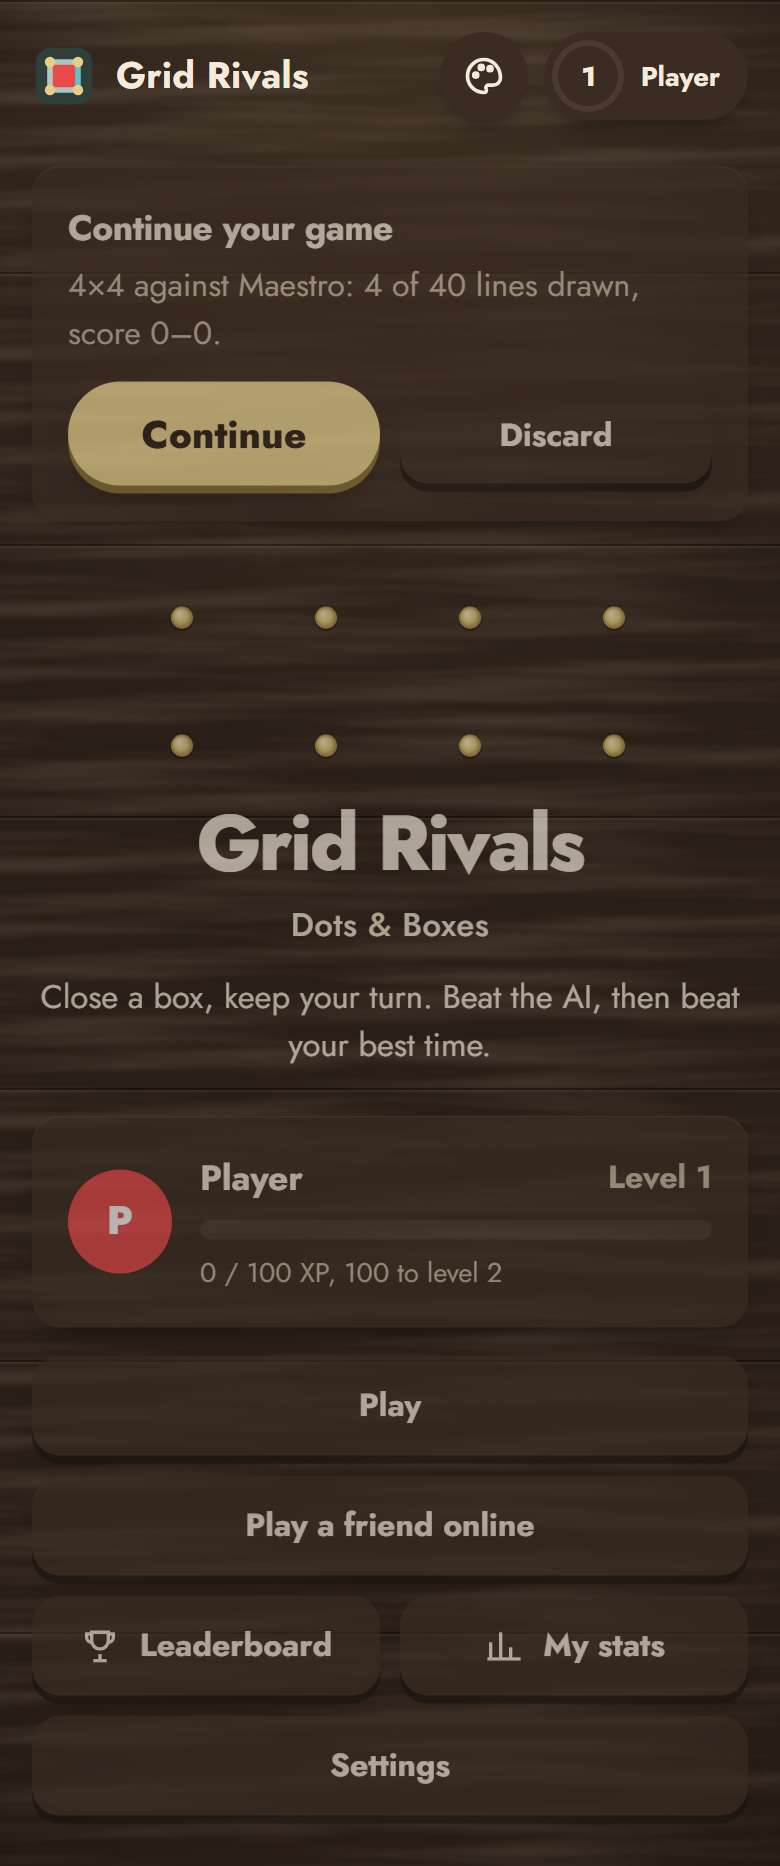 Grid Rivals
1 Player
Continue your game
4×4 against Maestro: 4 of 40 lines drawn,
score 0–0.
Continue
Discard
Grid Rivals
Dots & Boxes
Close a box, keep your turn. Beat the AI, then beat
your best time.
P
Player
Level 1
0 / 100 XP, 100 to level 2
Play
Play a friend online
Leaderboard
My stats
Settings